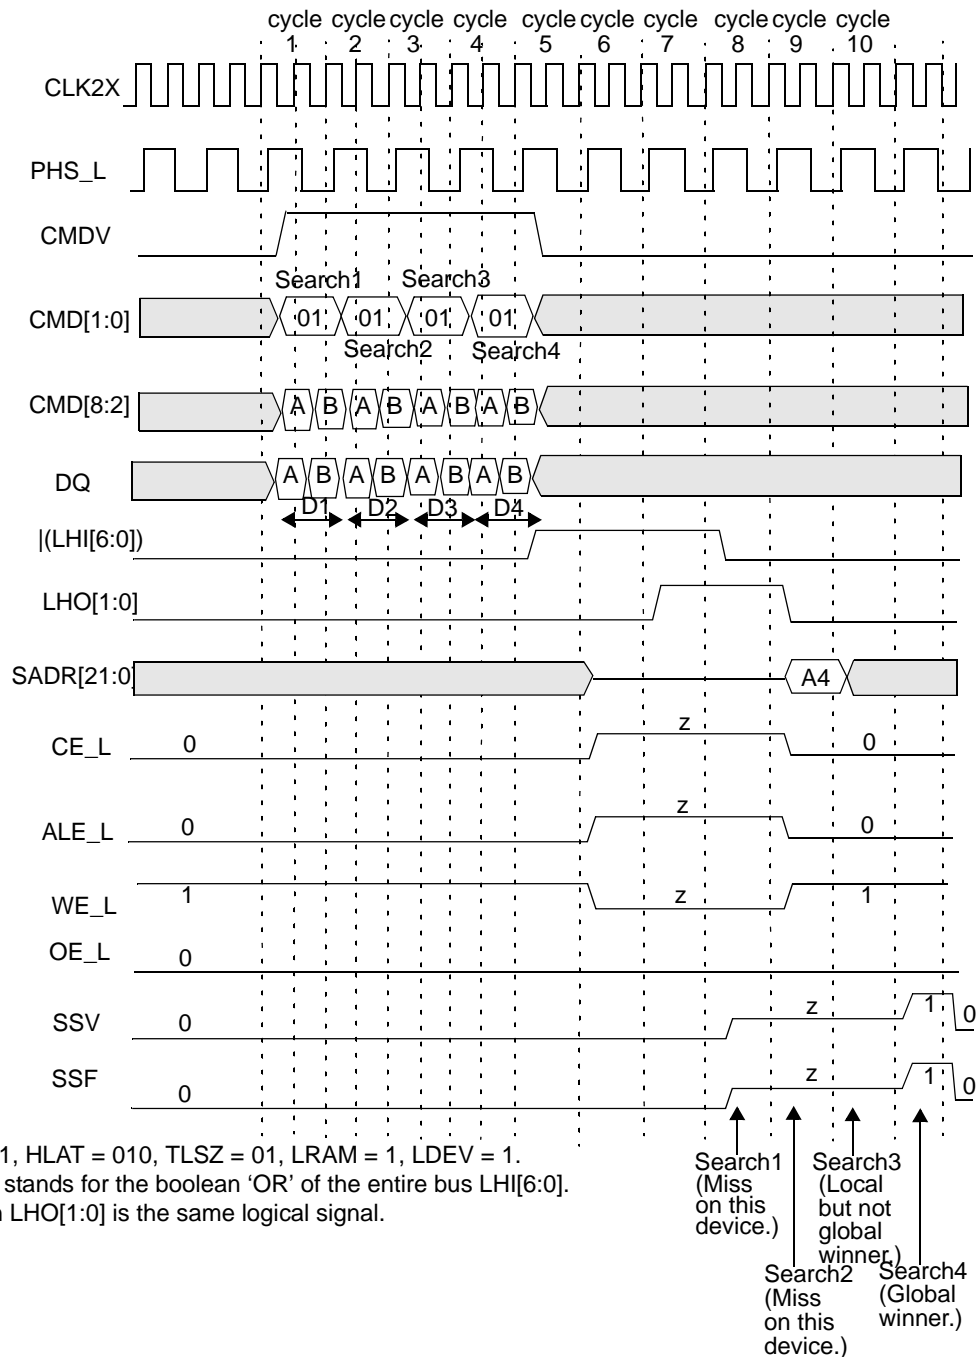 cycle cycle cycle cycle cycle cycle cycle cycle cycle cycle
1 2 3 4 5 6 7 8 9 10
CLK2X
PHS_L
CMDV
Search1 Search3
CMD[1:0] 01 01 01 01
Search2 Search4
CMD[8:2] A B A B A B A B
DQ A B A B A B A B
D1 D2 D3 D4
|(LHI[6:0])
LHO[1:0]
SADR[21:0] A4
CE_L 0 z 0
ALE_L 0 z 0
WE_L 1 z 1
OE_L 0
SSV 0 z 1 0
SSF 0 z 1 0
1, HLAT = 010, TLSZ = 01, LRAM = 1, LDEV = 1.
stands for the boolean ‘OR’ of the entire bus LHI[6:0].
LHO[1:0] is the same logical signal.
Search1
(Miss
on this
device.)
Search3
(Local
but not
global
winner.)
Search2
(Miss
on this
device.)
Search4
(Global
winner.)